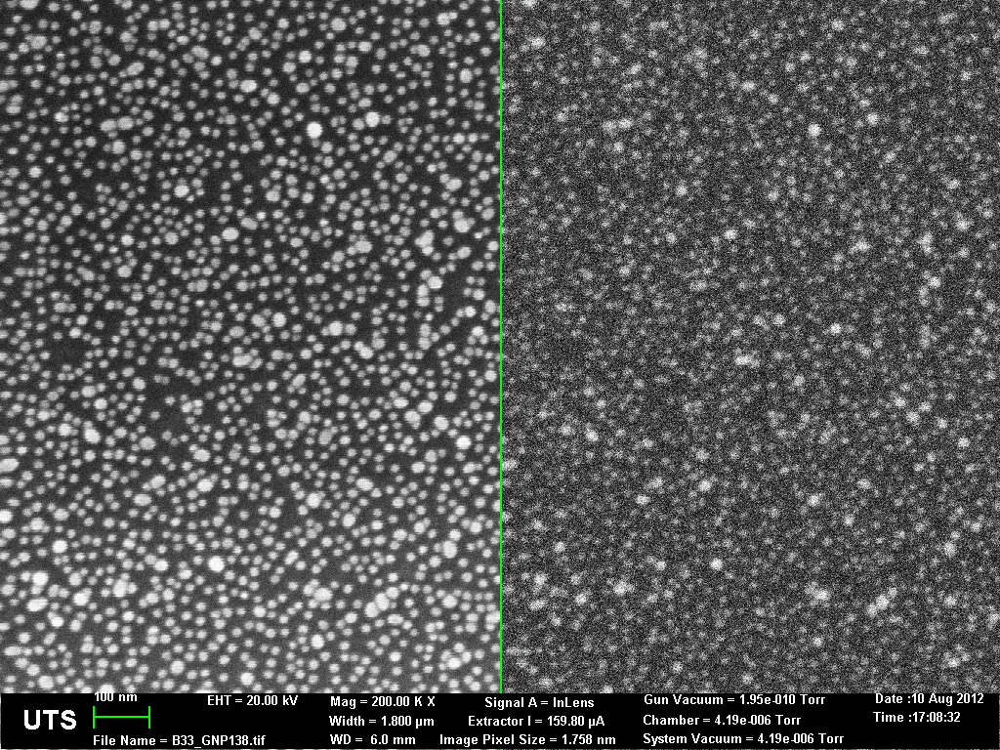 100 nm
EHT = 20.00 kV
Mag = 200.00 K X
Signal A = InLens
Gun Vacuum = 1.95e-010 Torr
Date :10 Aug 2012
UTS
Width = 1.800 µm
Extractor I = 159.80 µA
Chamber = 4.19e-006 Torr
Time :17:08:32
File Name = B33_GNP138.tif
WD = 6.0 mm
Image Pixel Size = 1.758 nm
System Vacuum = 4.19e-006 Torr